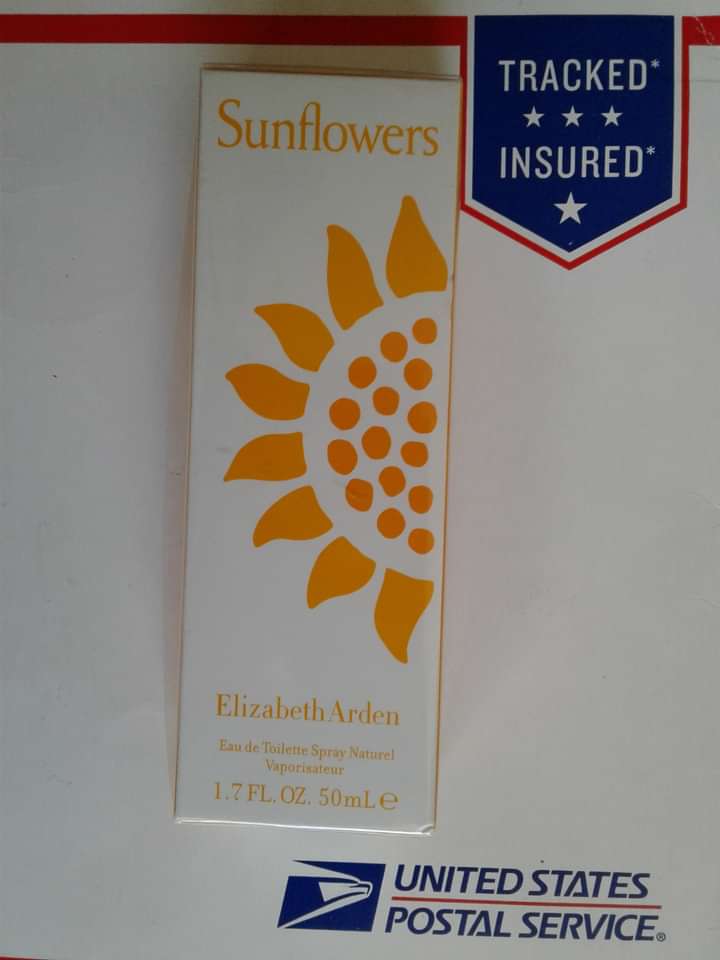 TRACKED*
INSURED*
Sunflowers
Elizabeth Arden
Eau de Toilette Spray Naturel
Vaporisateur
1.7 FL. OZ. 50mL ℮
UNITED STATES
POSTAL SERVICE®